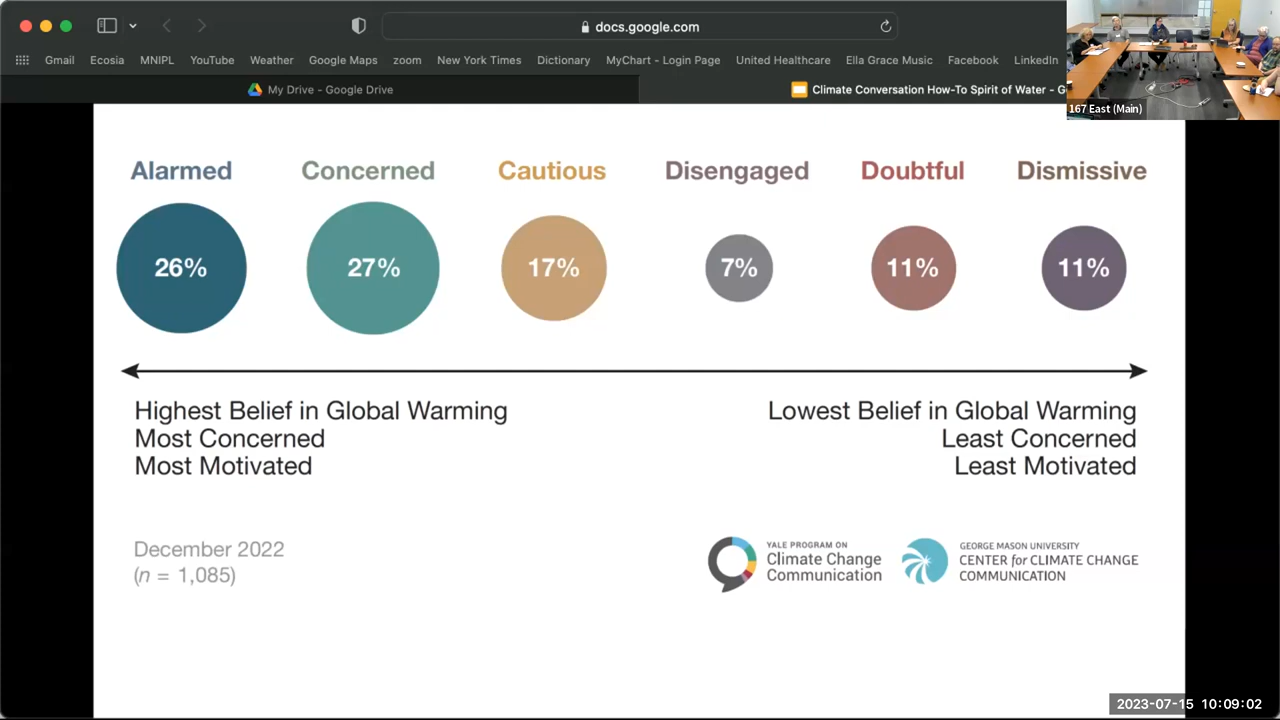 docs.google.com
Gmail Ecosia MNIPL YouTube Weather Google Maps zoom New York Times Dictionary MyChart - Login Page United Healthcare Ella Grace Music Facebook LinkedIn
My Drive - Google Drive
Climate Conversation How-To Spirit of Water - G
167 East (Main)
Alarmed Concerned Cautious Disengaged Doubtful Dismissive
26% 27% 17% 7% 11% 11%
Highest Belief in Global Warming
Most Concerned
Most Motivated
Lowest Belief in Global Warming
Least Concerned
Least Motivated
December 2022
(n = 1,085)
YALE PROGRAM ON
Climate Change
Communication
GEORGE MASON UNIVERSITY
CENTER for CLIMATE CHANGE
COMMUNICATION
2023-07-15 10:09:02